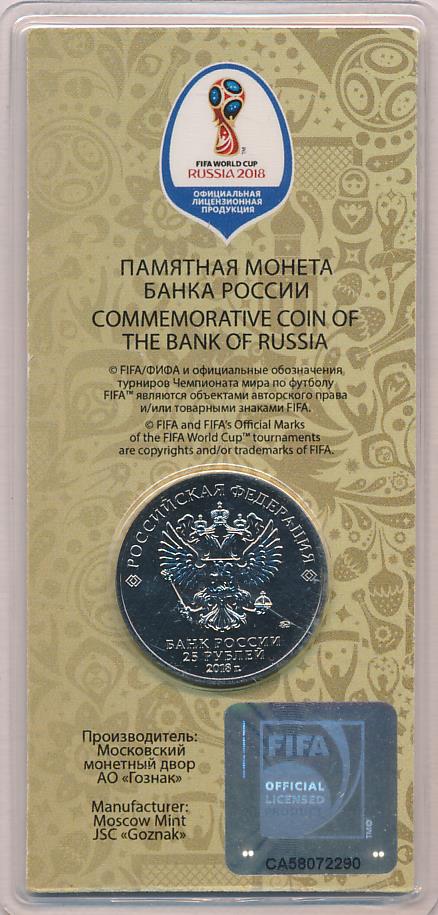 FIFA WORLD CUP
RUSSIA 2018
ОФИЦИАЛЬНАЯ
ЛИЦЕНЗИОННАЯ
ПРОДУКЦИЯ
ПАМЯТНАЯ МОНЕТА
БАНКА РОССИИ
COMMEMORATIVE COIN OF
THE BANK OF RUSSIA
© FIFA/ФИФА и официальные обозначения
турниров Чемпионата мира по футболу
FIFA™ являются объектами авторского права
и/или товарными знаками FIFA.
© FIFA and FIFA's Official Marks
of the FIFA World Cup™ tournaments
are copyrights and/or trademarks of FIFA.
РОССИЙСКАЯ ФЕДЕРАЦИЯ
БАНК РОССИИ
25 РУБЛЕЙ
2018 г.
Производитель:
Московский
монетный двор
АО «Гознак»
Manufacturer:
Moscow Mint
JSC «Goznak»
FIFA
OFFICIAL
LICENSED
PRODUCT
CA58072290